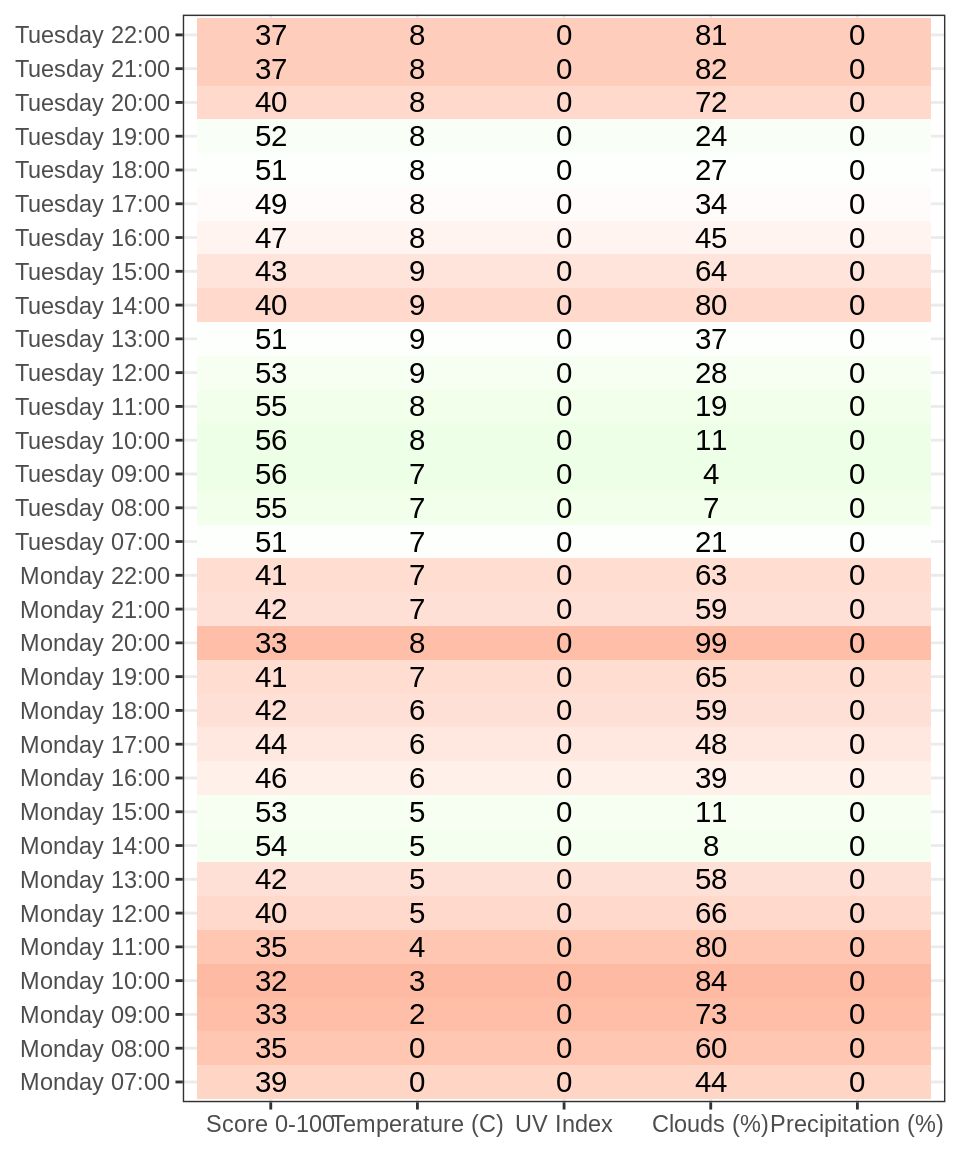 Tuesday 22:00 37 8 0 81 0
Tuesday 21:00 37 8 0 82 0
Tuesday 20:00 40 8 0 72 0
Tuesday 19:00 52 8 0 24 0
Tuesday 18:00 51 8 0 27 0
Tuesday 17:00 49 8 0 34 0
Tuesday 16:00 47 8 0 45 0
Tuesday 15:00 43 9 0 64 0
Tuesday 14:00 40 9 0 80 0
Tuesday 13:00 51 9 0 37 0
Tuesday 12:00 53 9 0 28 0
Tuesday 11:00 55 8 0 19 0
Tuesday 10:00 56 8 0 11 0
Tuesday 09:00 56 7 0 4 0
Tuesday 08:00 55 7 0 7 0
Tuesday 07:00 51 7 0 21 0
Monday 22:00 41 7 0 63 0
Monday 21:00 42 7 0 59 0
Monday 20:00 33 8 0 99 0
Monday 19:00 41 7 0 65 0
Monday 18:00 42 6 0 59 0
Monday 17:00 44 6 0 48 0
Monday 16:00 46 6 0 39 0
Monday 15:00 53 5 0 11 0
Monday 14:00 54 5 0 8 0
Monday 13:00 42 5 0 58 0
Monday 12:00 40 5 0 66 0
Monday 11:00 35 4 0 80 0
Monday 10:00 32 3 0 84 0
Monday 09:00 33 2 0 73 0
Monday 08:00 35 0 0 60 0
Monday 07:00 39 0 0 44 0
Score 0-100 Temperature (C) UV Index Clouds (%) Precipitation (%)